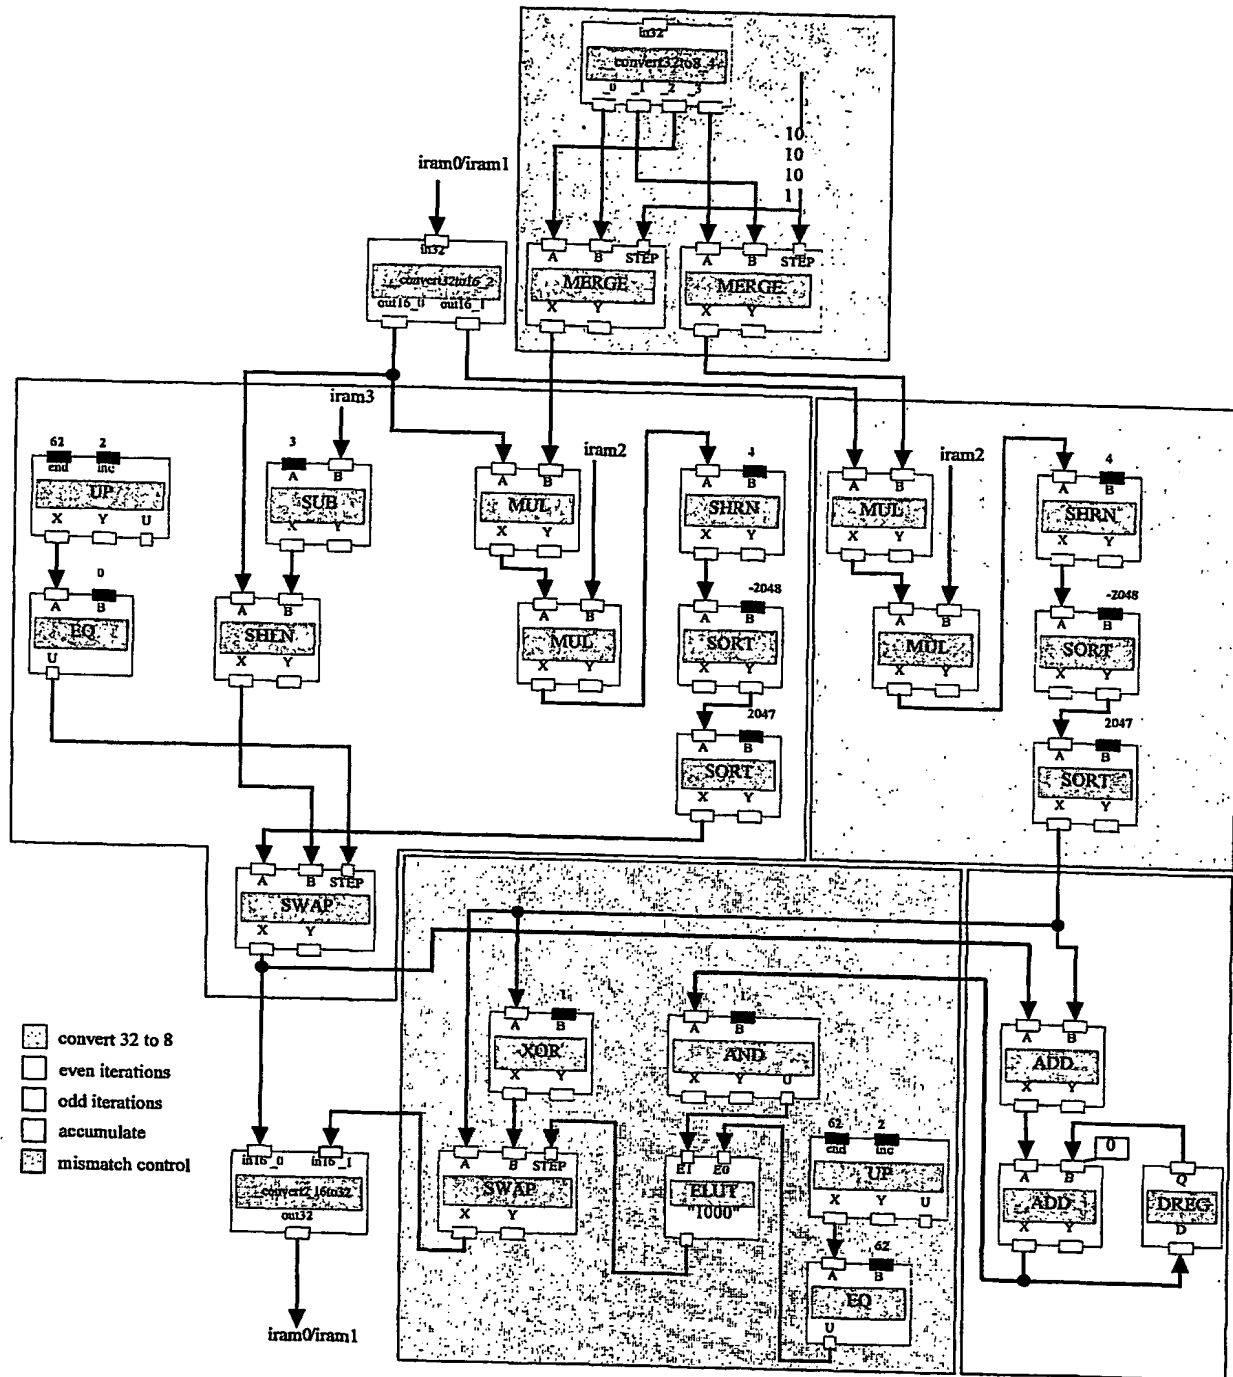 in32
convert32to8_4
_0 _1 _2 _3
10
10
10
1
iram0/iram1
in32
convert32to16_2
out16_0 out16_1
A B STEP
MERGE
X Y
A B STEP
MERGE
X Y
iram3
62 2
end inc
UP
X Y U
3
A B
SUB
X Y
A B
MUL
X Y
iram2
4
A B
SHRN
X Y
A B
MUL
X Y
iram2
4
A B
SHRN
X Y
0
A B
EQ
U
A B
SHLN
X Y
A B
MUL
X Y
-2048
A B
SORT
X Y
A B
MUL
X Y
-2048
A B
SORT
X Y
2047
A B
SORT
X Y
2047
A B
SORT
X Y
A B STEP
SWAP
X Y
1
A B
XOR
X Y
1
A B
AND
X Y U
A B
ADD
X Y
convert 32 to 8
even iterations
odd iterations
accumulate
mismatch control
in16_0 in16_1
convert2_16to32
out32
iram0/iram1
A B STEP
SWAP
X Y
E1 E0
ELUT
"1000"
62 2
end inc
UP
X Y U
62
A B
EQ
U
0
A B
ADD
X Y
Q
DREG
D